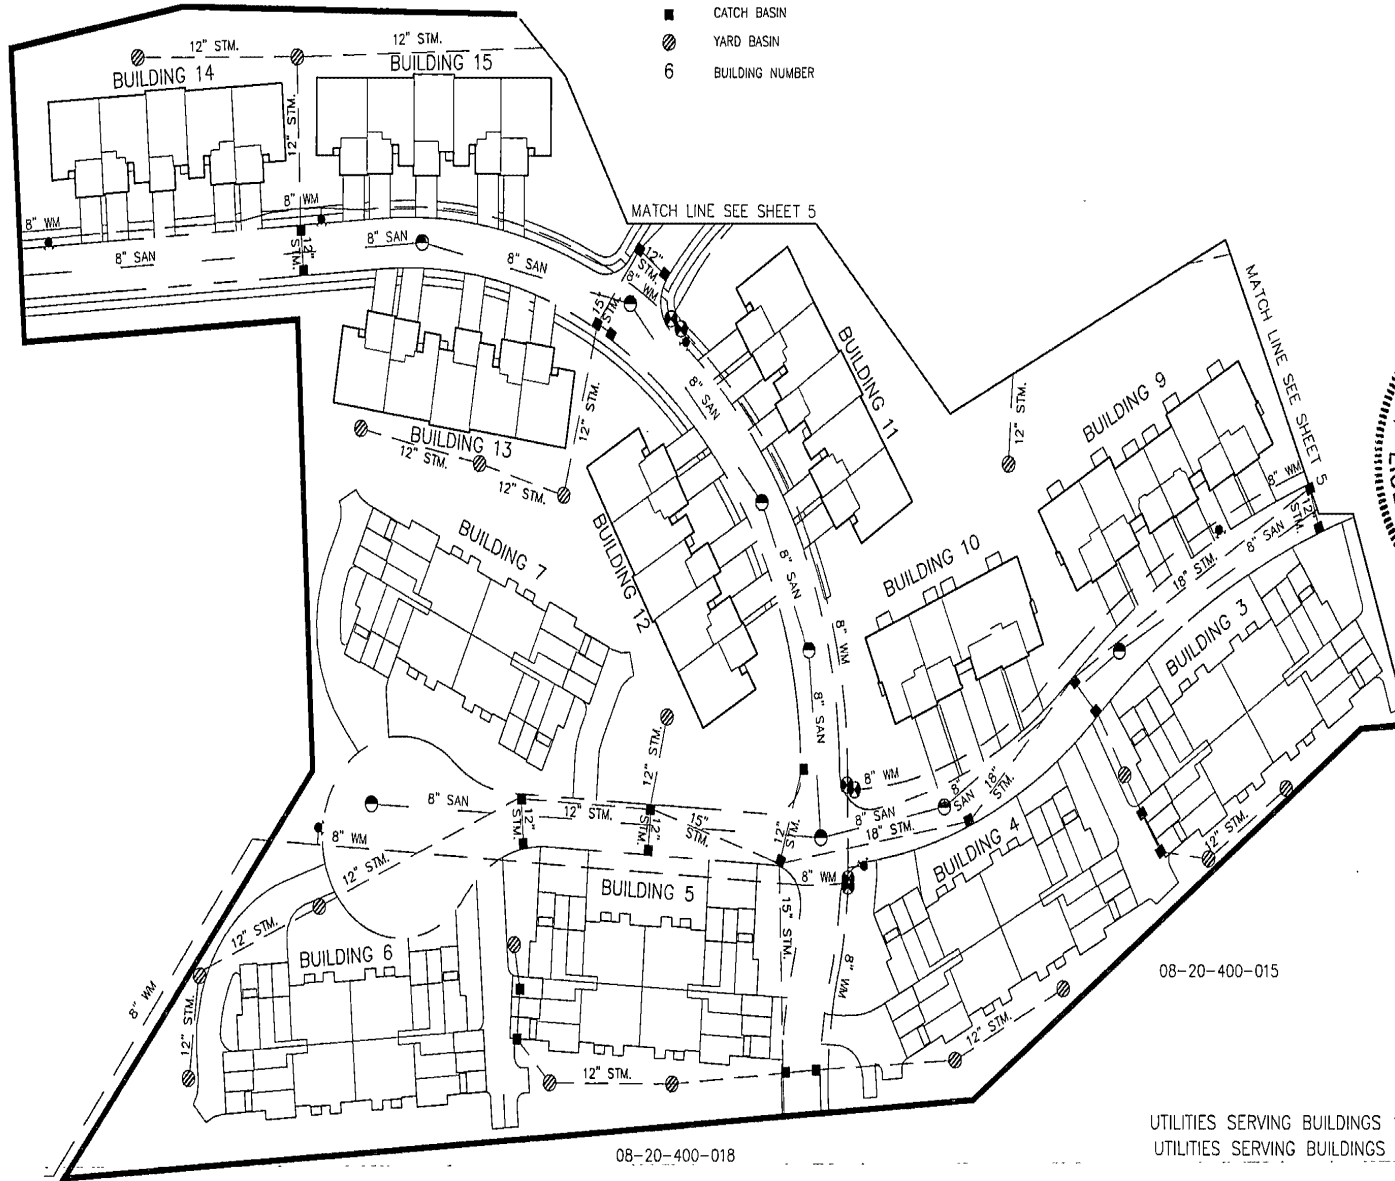 CATCH BASIN
YARD BASIN
6 BUILDING NUMBER
12" STM.
12" STM.
BUILDING 14
BUILDING 15
12" STM.
8" WM
8" WM
8" SAN
12" STM.
8" SAN
8" SAN
MATCH LINE SEE SHEET 5
12" STM.
8" WM
15" STM.
MATCH LINE SEE SHEET 5
BUILDING 11
8" SAN
12" STM.
BUILDING 13
12" STM.
12" STM.
12" STM.
BUILDING 9
8" WM
12" STM.
8" SAN
18" STM.
BUILDING 7
BUILDING 12
8" SAN
BUILDING 10
8" WM
BUILDING 3
8" SAN
12" STM.
8" WM
8" SAN
18" STM.
8" SAN
12" STM.
12" STM.
12" STM.
15" STM.
12" STM.
8" SAN
18" STM.
8" WM
12" STM.
BUILDING 4
12" STM.
8" WM
BUILDING 5
15" STM.
12" STM.
BUILDING 6
8" WM
8" WM
12" STM.
12" STM.
12" STM.
08-20-400-015
08-20-400-018
UTILITIES SERVING BUILDINGS
UTILITIES SERVING BUILDINGS